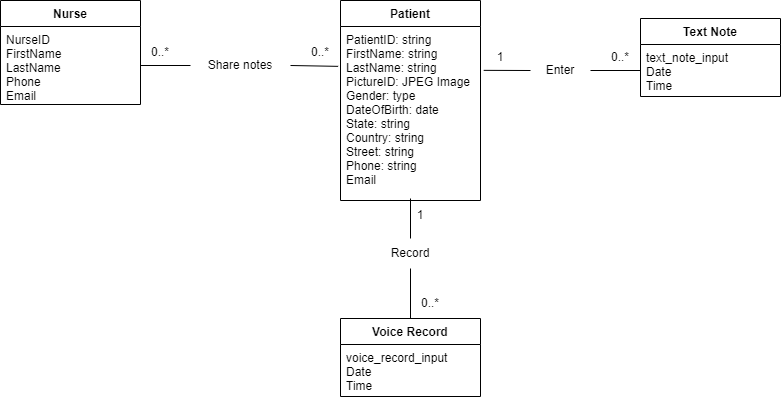 Nurse
NurseID
FirstName
LastName
Phone
Email
0..*
Share notes
0..*
Patient
PatientID: string
FirstName: string
LastName: string
PictureID: JPEG Image
Gender: type
DateOfBirth: date
State: string
Country: string
Street: string
Phone: string
Email
1
Enter
0..*
Text Note
text_note_input
Date
Time
1
Record
0..*
Voice Record
voice_record_input
Date
Time